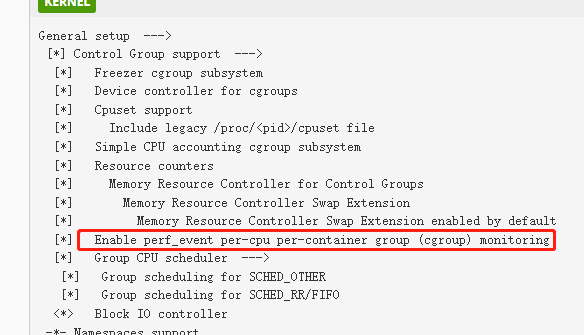 KERNEL
General setup  --->
[*] Control Group support  --->
[*]   Freezer cgroup subsystem
[*]   Device controller for cgroups
[*]   Cpuset support
[*]     Include legacy /proc/<pid>/cpuset file
[*]   Simple CPU accounting cgroup subsystem
[*]   Resource counters
[*]     Memory Resource Controller for Control Groups
[*]       Memory Resource Controller Swap Extension
[*]         Memory Resource Controller Swap Extension enabled by default
[*]   Enable perf_event per-cpu per-container group (cgroup) monitoring
[*]   Group CPU scheduler  --->
[*]   Group scheduling for SCHED_OTHER
[*]   Group scheduling for SCHED_RR/FIFO
<*>   Block IO controller
-*- Namespaces support